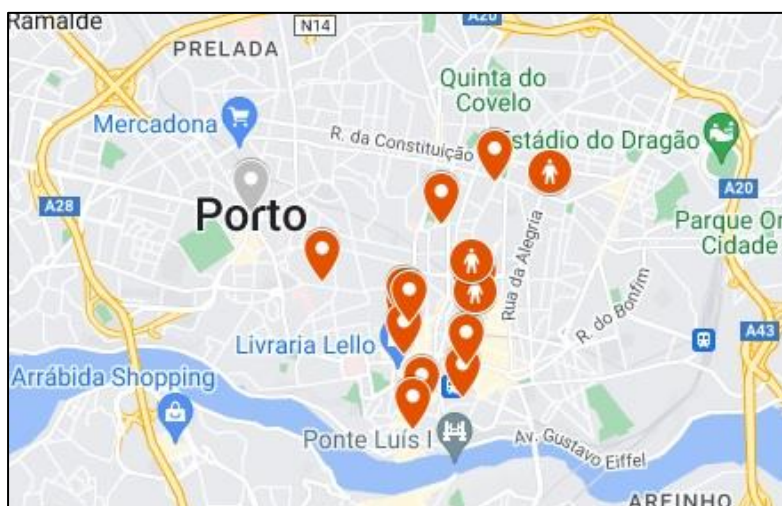 Ramalde
N14
A20
PRELADA
Quinta do
Covelo
Mercadona
R. da Constituição
Estádio do Dragão
A28
A20
Porto
Parque Or
Cidade
Rua da Alegria
R. do Bonfim
Livraria Lello
A43
Arrábida Shopping
Ponte Luís I
Av. Gustavo Eiffel
A20
AREINHO